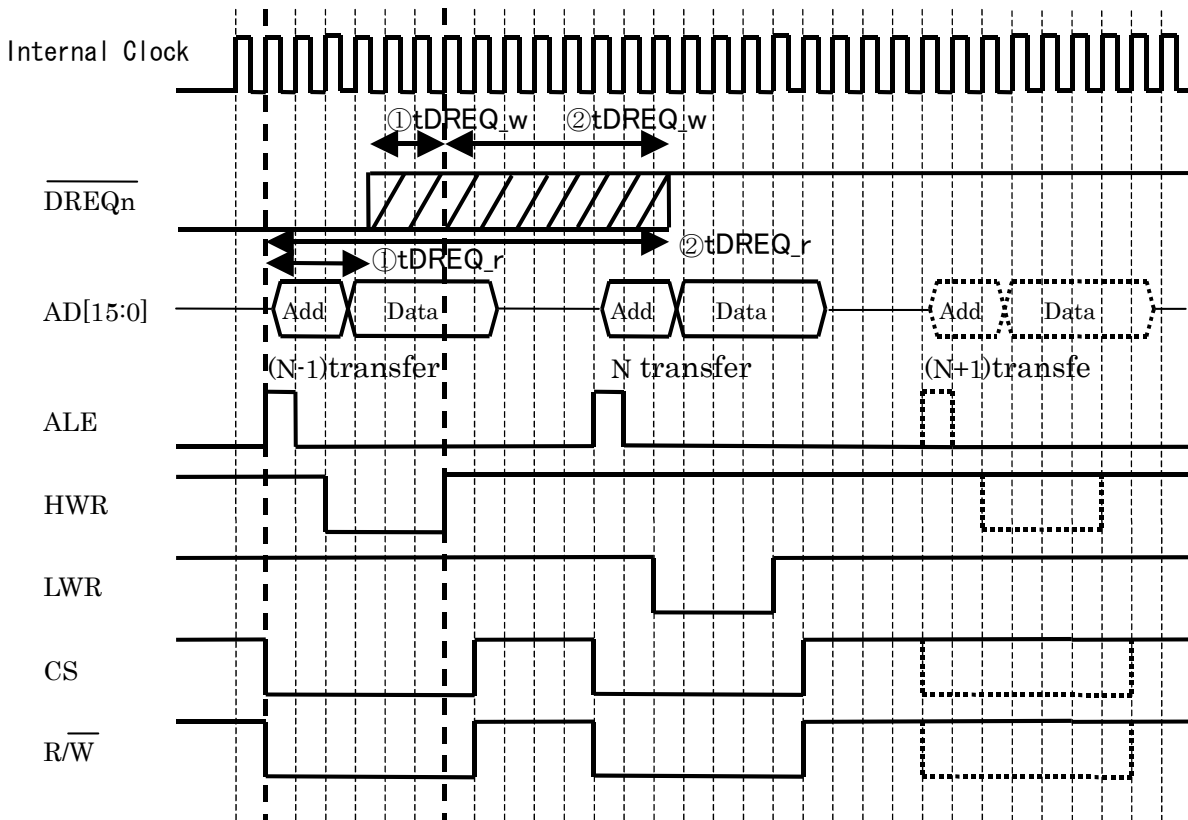 Internal Clock
①tDREQ_w ②tDREQ_w
DREQn
②tDREQ_r
①tDREQ_r
AD[15:0] Add Data Add Data Add Data
(N-1)transfer N transfer (N+1)transfe
ALE
HWR
LWR
CS
R/W